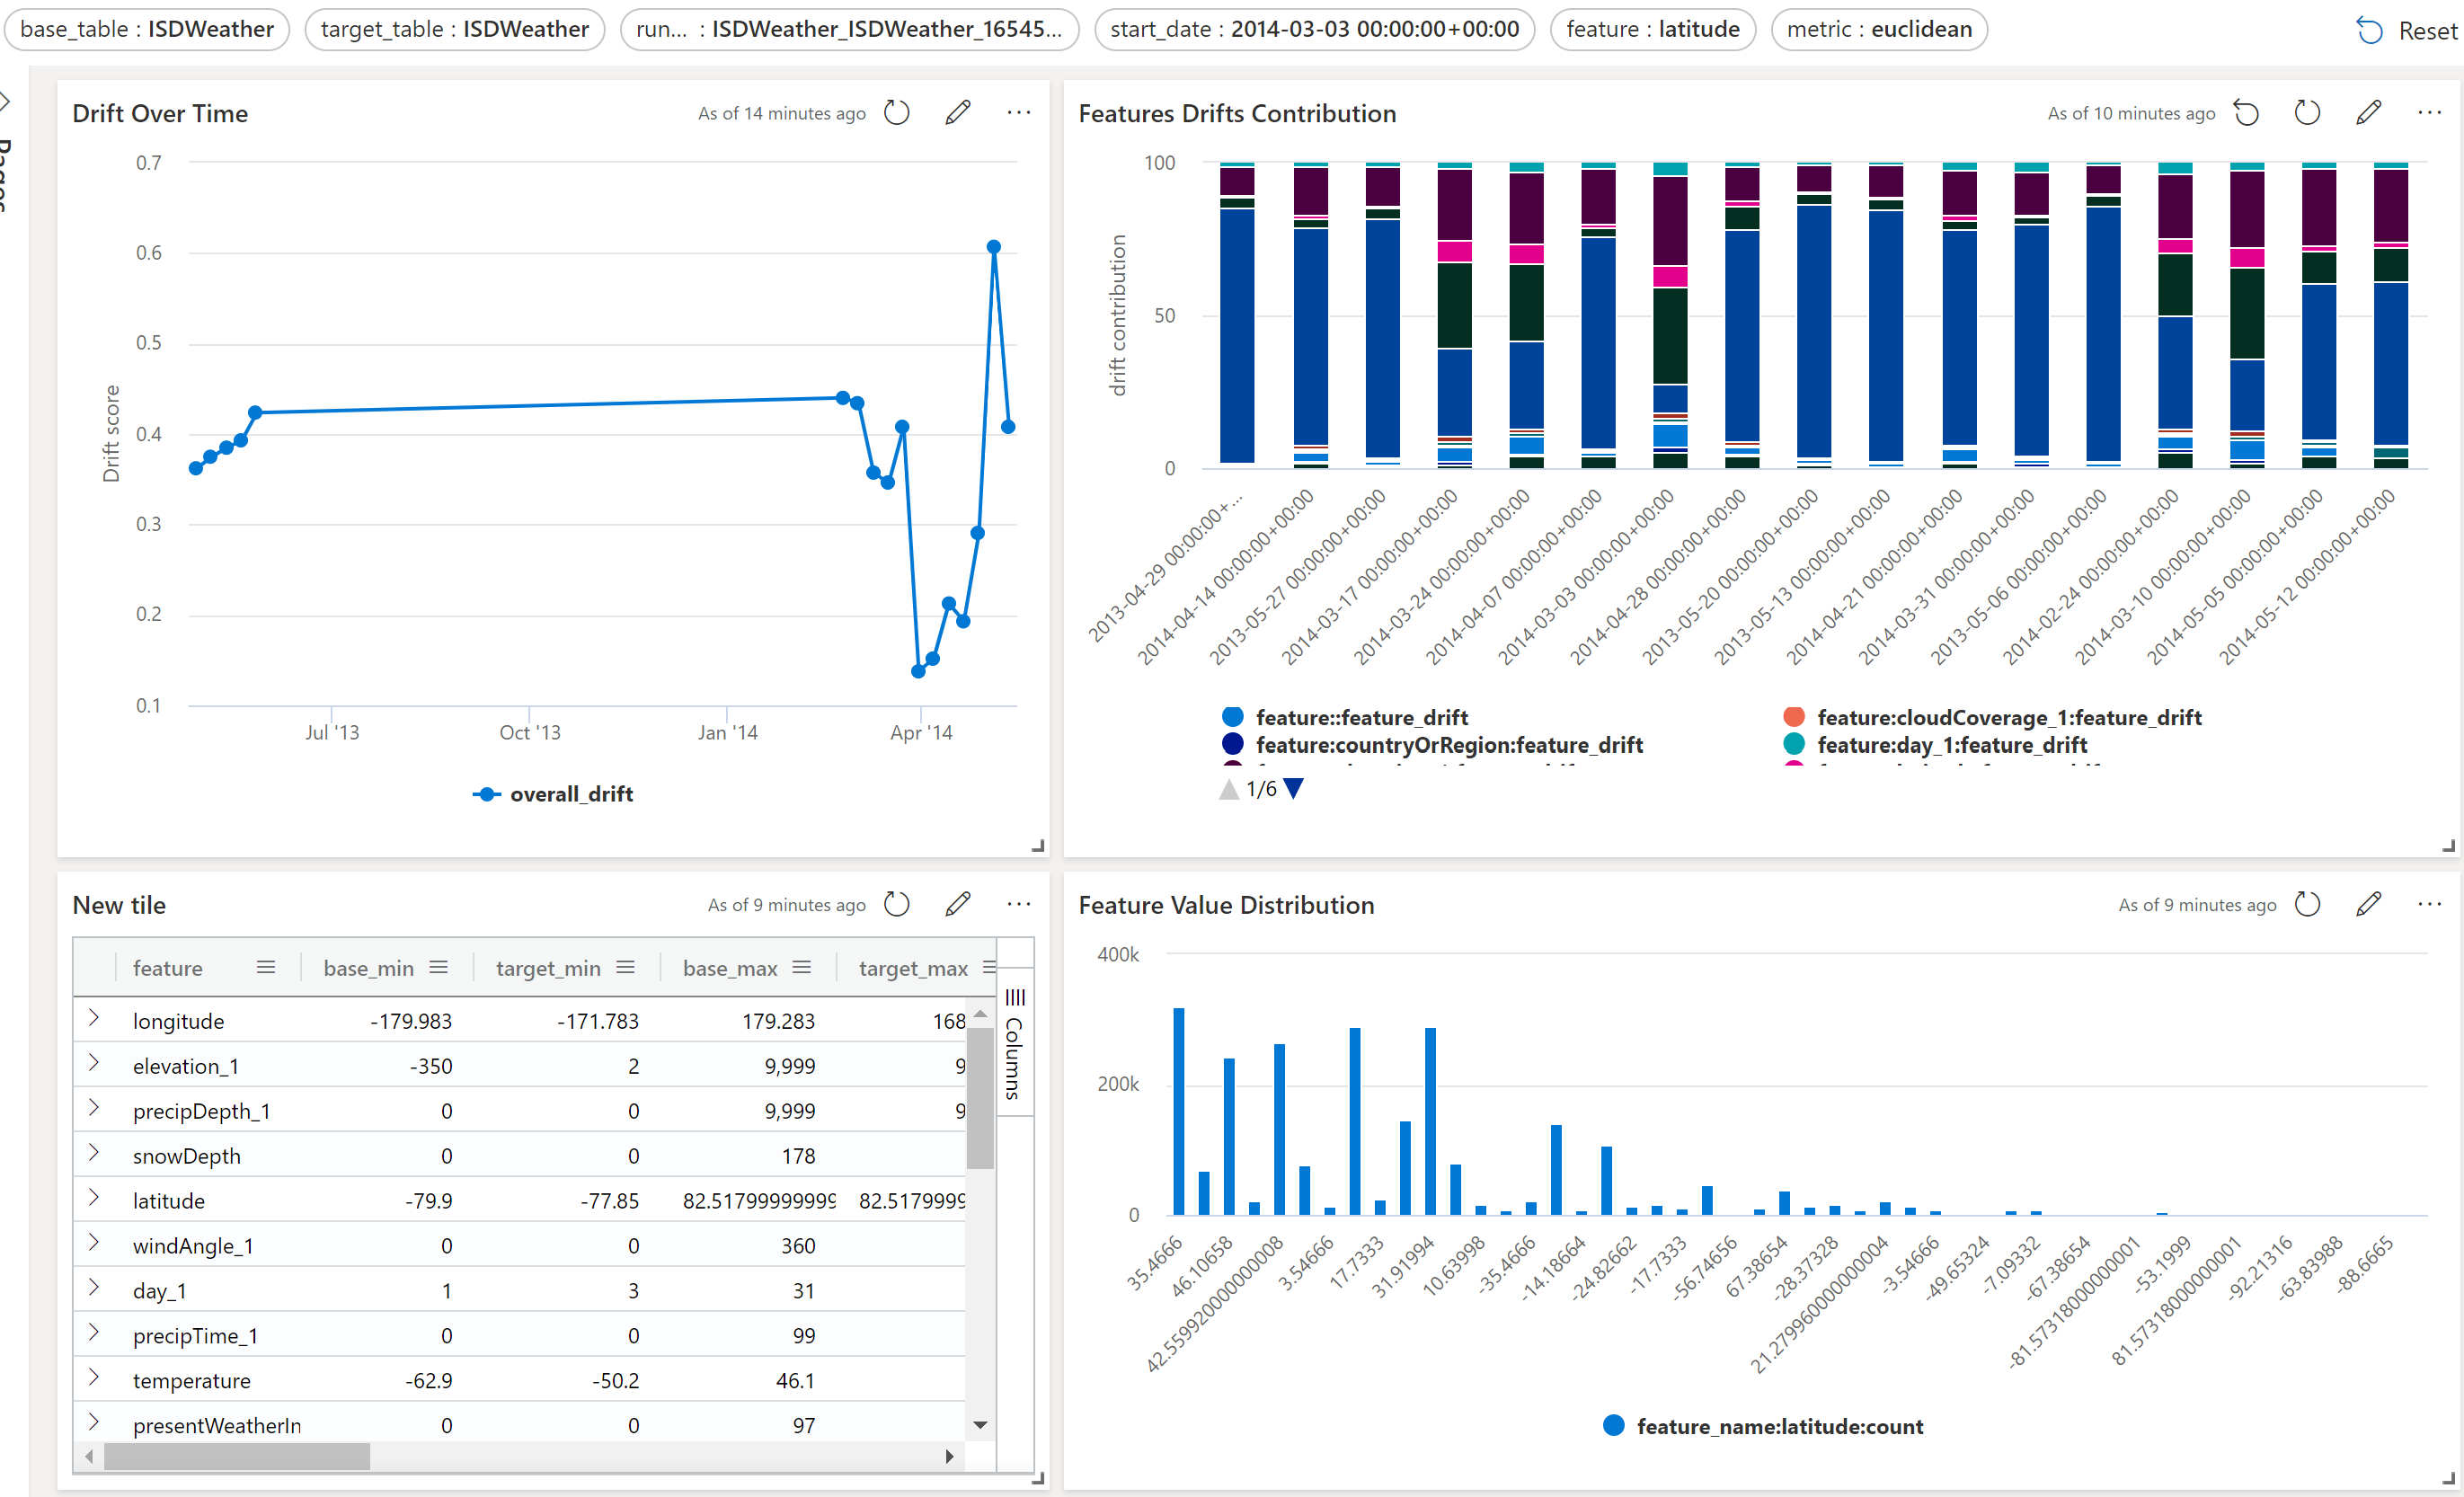 base_table : ISDWeather target_table : ISDWeather run... : ISDWeather_ISDWeather_16545... start_date : 2014-03-03 00:00:00+00:00 feature : latitude metric : euclidean Reset
Pages
Drift Over Time As of 14 minutes ago
0.7
0.6
0.5
0.4
0.3
0.2
0.1
Drift score
Jul '13 Oct '13 Jan '14 Apr '14
overall_drift
Features Drifts Contribution As of 10 minutes ago
100
50
0
drift contribution
2013-04-29 00:00:00+...
2014-04-14 00:00:00+00:00
2013-05-27 00:00:00+00:00
2014-03-17 00:00:00+00:00
2014-03-24 00:00:00+00:00
2014-04-07 00:00:00+00:00
2014-03-03 00:00:00+00:00
2014-04-28 00:00:00+00:00
2013-05-20 00:00:00+00:00
2013-05-13 00:00:00+00:00
2014-04-21 00:00:00+00:00
2014-03-31 00:00:00+00:00
2013-05-06 00:00:00+00:00
2014-02-24 00:00:00+00:00
2014-03-10 00:00:00+00:00
2014-05-05 00:00:00+00:00
2014-05-12 00:00:00+00:00
feature::feature_drift feature:cloudCoverage_1:feature_drift
feature:countryOrRegion:feature_drift feature:day_1:feature_drift
1/6
New tile As of 9 minutes ago
feature base_min target_min base_max target_max
longitude -179.983 -171.783 179.283 168
elevation_1 -350 2 9,999 9
precipDepth_1 0 0 9,999 9
snowDepth 0 0 178
latitude -79.9 -77.85 82.51799999999 82.5179999
windAngle_1 0 0 360
day_1 1 3 31
precipTime_1 0 0 99
temperature -62.9 -50.2 46.1
presentWeatherIn 0 0 97
Columns
Feature Value Distribution As of 9 minutes ago
400k
200k
0
35.4666
46.10658
42.559920000000008
3.54666
17.7333
31.91994
10.63998
-35.4666
-14.18664
-24.82662
-17.7333
-56.74656
67.38654
-28.37328
21.279960000000004
-3.54666
-49.65324
-7.09332
-67.38654
-81.573180000001
-53.1999
81.573180000001
-92.21316
-63.83988
-88.6665
feature_name:latitude:count